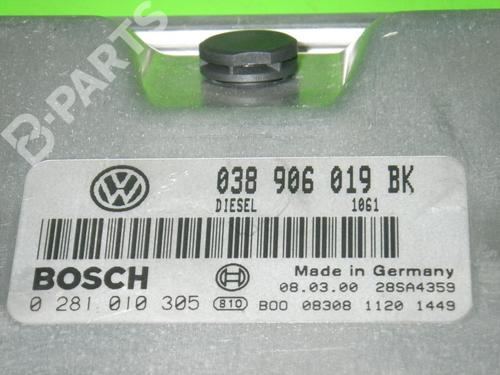 B-PARTS
038 906 019 BK
DIESEL 1061
BOSCH
Made in Germany
08.03.00 28SA4359
0 281 010 305 810 B00 08308 1120 1449